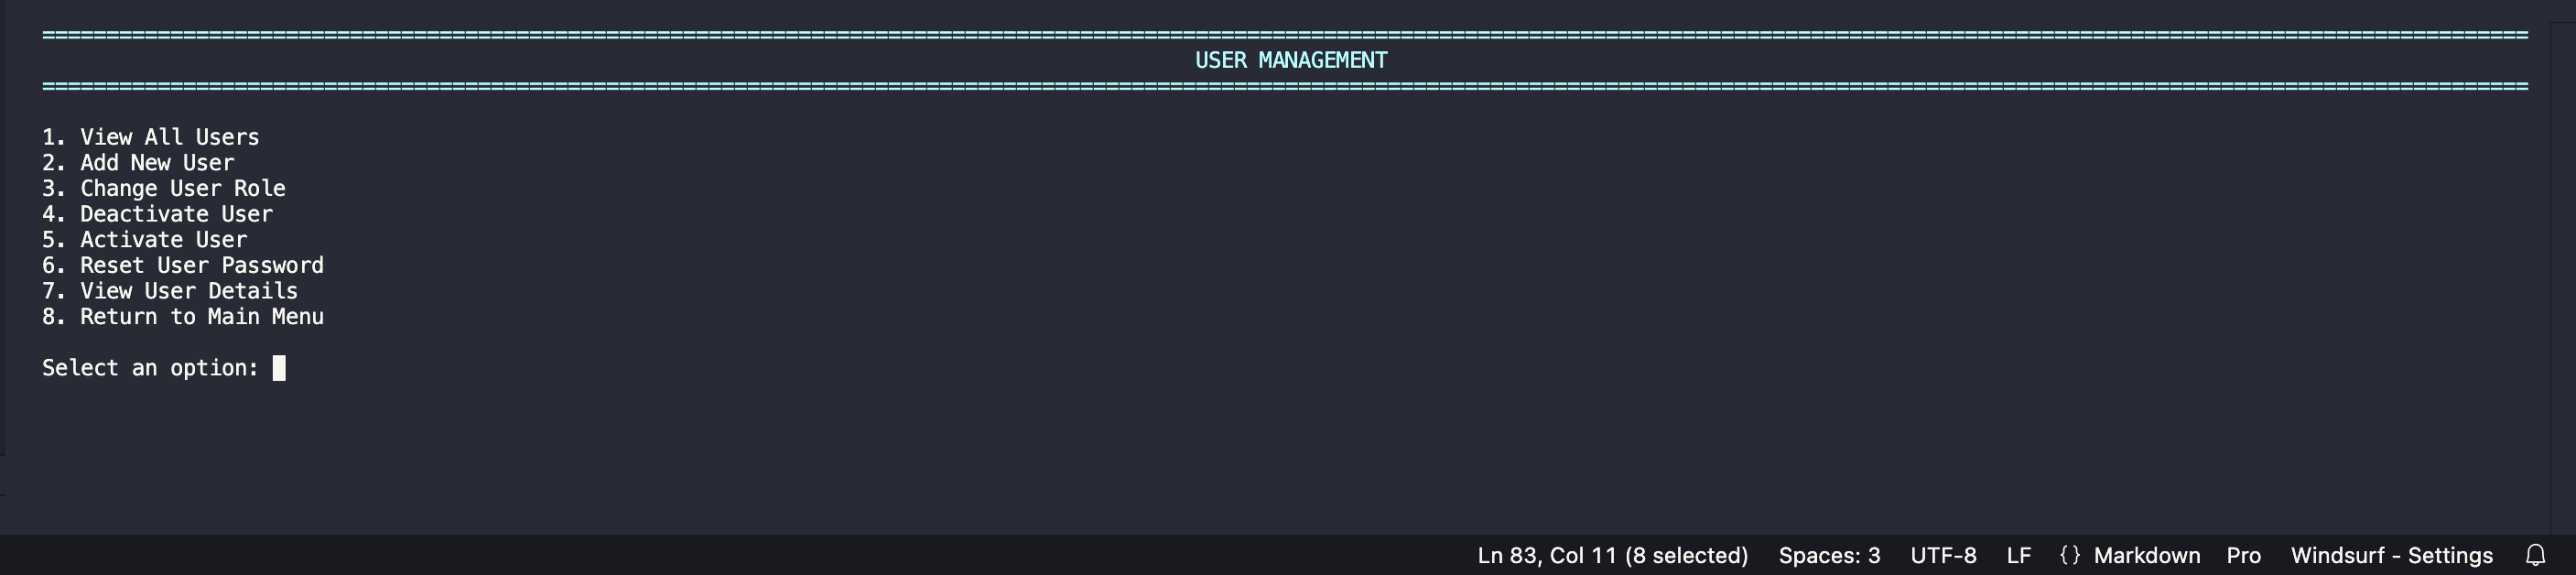 ==================================================================================================================================================================================================
USER MANAGEMENT
==================================================================================================================================================================================================
1. View All Users
2. Add New User
3. Change User Role
4. Deactivate User
5. Activate User
6. Reset User Password
7. View User Details
8. Return to Main Menu
Select an option:
Ln 83, Col 11 (8 selected) Spaces: 3 UTF-8 LF {} Markdown Pro Windsurf - Settings